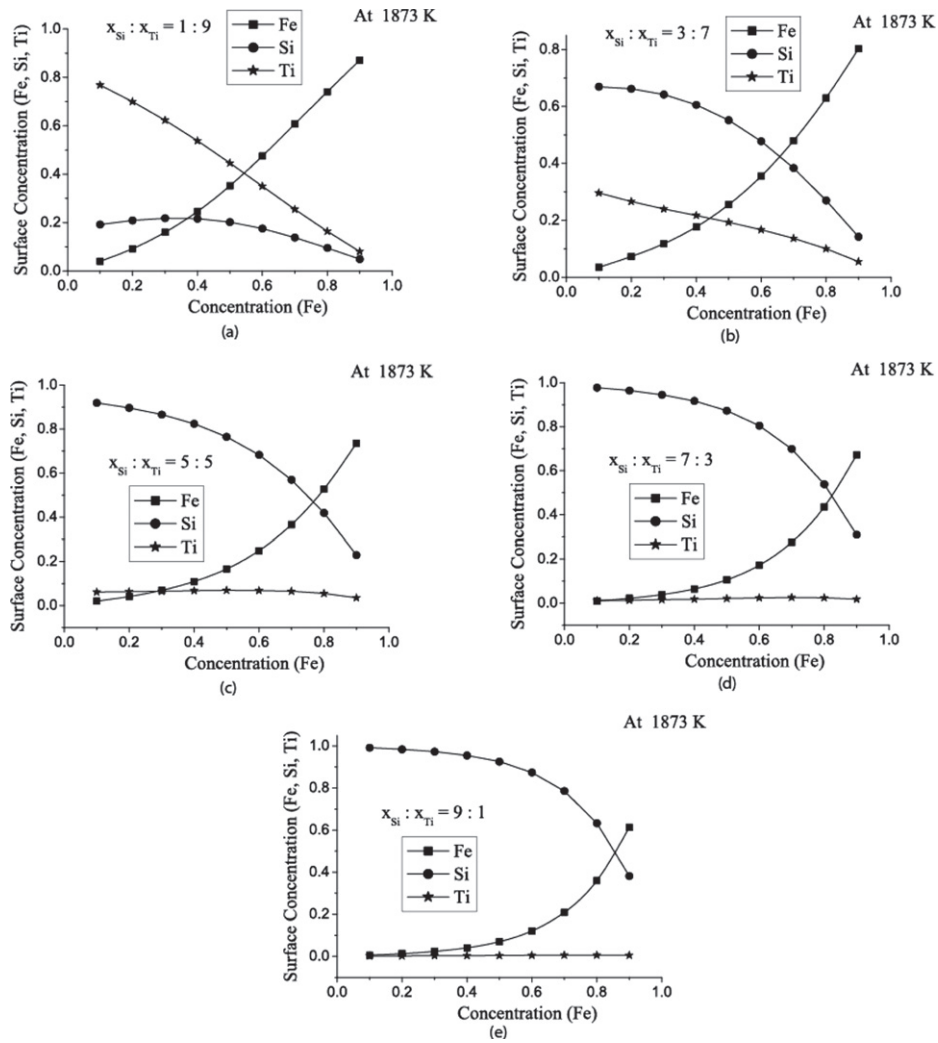 At 1873 K
x_Si : x_Ti = 1 : 9
Fe
Si
Ti
Surface Concentration (Fe, Si, Ti)
0.8
0.6
0.4
0.2
0.0
0.0 0.2 0.4 0.6 0.8 1.0
Concentration (Fe)
(a)
At 1873 K
x_Si : x_Ti = 3 : 7
Fe
Si
Ti
Surface Concentration (Fe, Si, Ti)
0.8
0.6
0.4
0.2
0.0
0.0 0.2 0.4 0.6 0.8 1.0
Concentration (Fe)
(b)
At 1873 K
x_Si : x_Ti = 5 : 5
Fe
Si
Ti
Surface Concentration (Fe, Si, Ti)
1.0
0.8
0.6
0.4
0.2
0.0
0.0 0.2 0.4 0.6 0.8 1.0
Concentration (Fe)
(c)
At 1873 K
x_Si : x_Ti = 7 : 3
Fe
Si
Ti
Surface Concentration (Fe, Si, Ti)
1.0
0.8
0.6
0.4
0.2
0.0
0.0 0.2 0.4 0.6 0.8 1.0
Concentration (Fe)
(d)
At 1873 K
x_Si : x_Ti = 9 : 1
Fe
Si
Ti
Surface Concentration (Fe, Si, Ti)
1.0
0.8
0.6
0.4
0.2
0.0
0.0 0.2 0.4 0.6 0.8 1.0
Concentration (Fe)
(e)